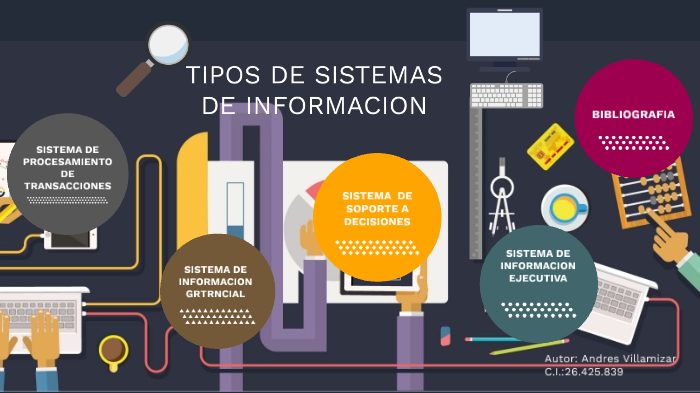 TIPOS DE SISTEMAS
DE INFORMACION
BIBLIOGRAFIA
SISTEMA DE
PROCESAMIENTO
DE
TRANSACCIONES
SISTEMA DE
SOPORTE A
DECISIONES
SISTEMA DE
INFORMACION
GRTRNCIAL
SISTEMA DE
INFORMACION
EJECUTIVA
Autor: Andres Villamizar
C.I.:26.425.839